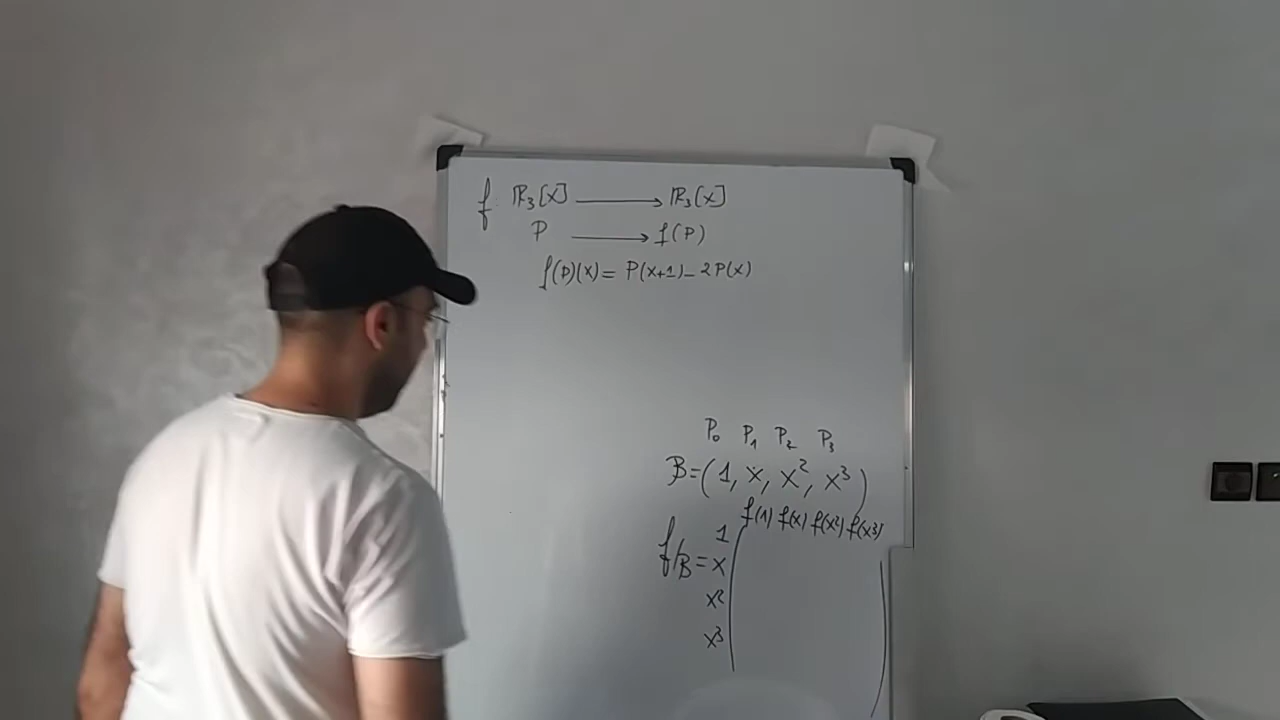 f: ℝ₃[X] ⟶ ℝ₃[X]
P ⟶ f(P)
f(P)(X) = P(X+1) - 2P(X)
P₀ P₁ P₂ P₃
B = (1, X, X², X³)
f(1) f(X) f(X²) f(X³)
1
f/B = X
X²
X³